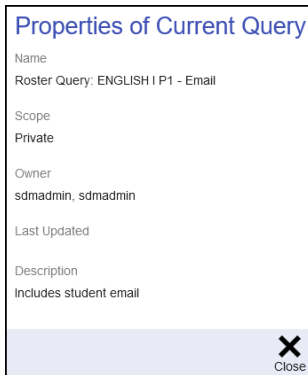 Properties of Current Query
Name
Roster Query: ENGLISH I P1 - Email
Scope
Private
Owner
sdmadmin, sdmadmin
Last Updated
Description
Includes student email
Close